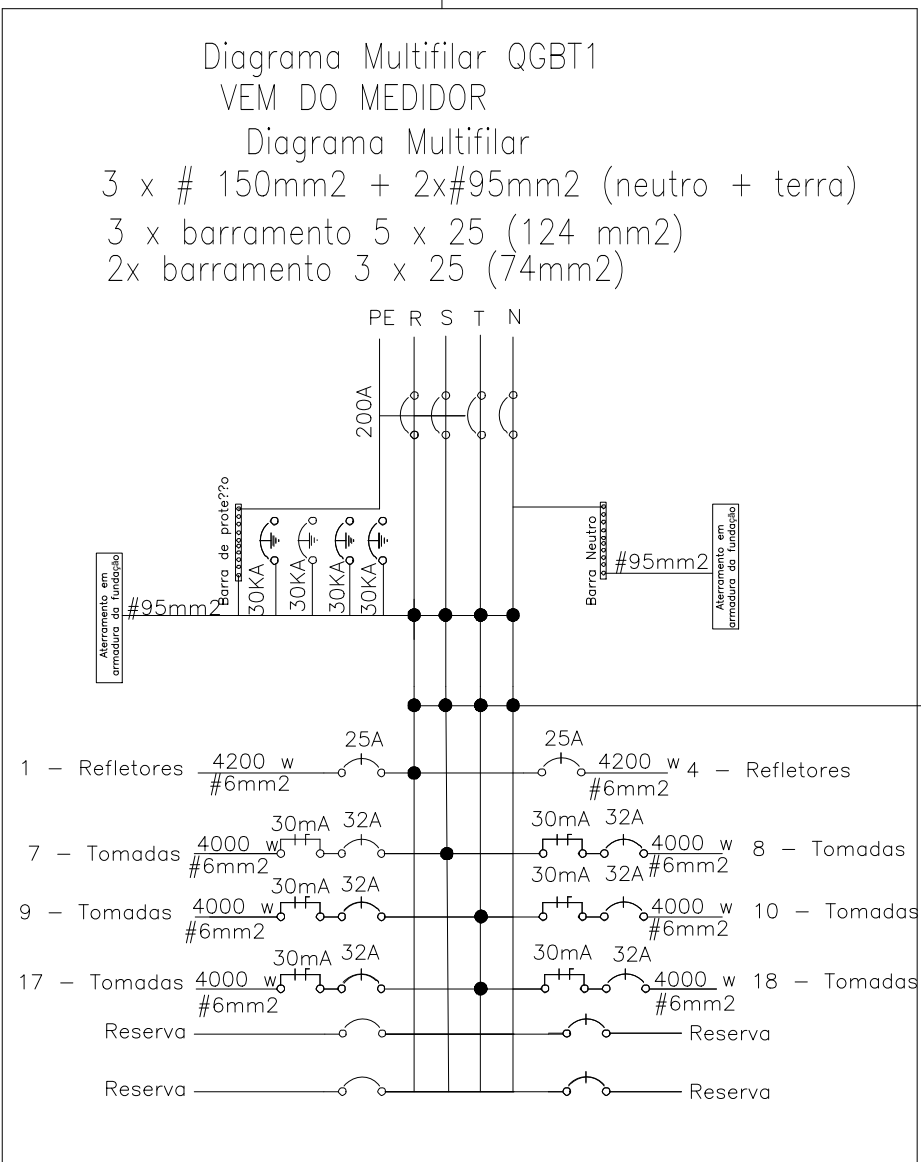 Diagrama Multifilar QGBT1
VEM DO MEDIDOR
Diagrama Multifilar
3 x # 150mm2 + 2x#95mm2 (neutro + terra)
3 x barramento 5 x 25 (124 mm2)
2x barramento 3 x 25 (74mm2)
PE R S T N
200A
Barra de prote??o
30KA
30KA
30KA
30KA
Aterramento em
armadura da fundação
#95mm2
Barra Neutro
#95mm2
Aterramento em
armadura da fundação
1 - Refletores 4200 w 25A
#6mm2
25A 4200 w 4 - Refletores
#6mm2
7 - Tomadas 4000 w 30mA 32A
#6mm2
30mA 32A 4000 w 8 - Tomadas
#6mm2
9 - Tomadas 4000 w 30mA 32A
#6mm2
30mA 32A 4000 w 10 - Tomadas
#6mm2
17 - Tomadas 4000 w 30mA 32A
#6mm2
30mA 32A 4000 w 18 - Tomadas
#6mm2
Reserva Reserva
Reserva Reserva